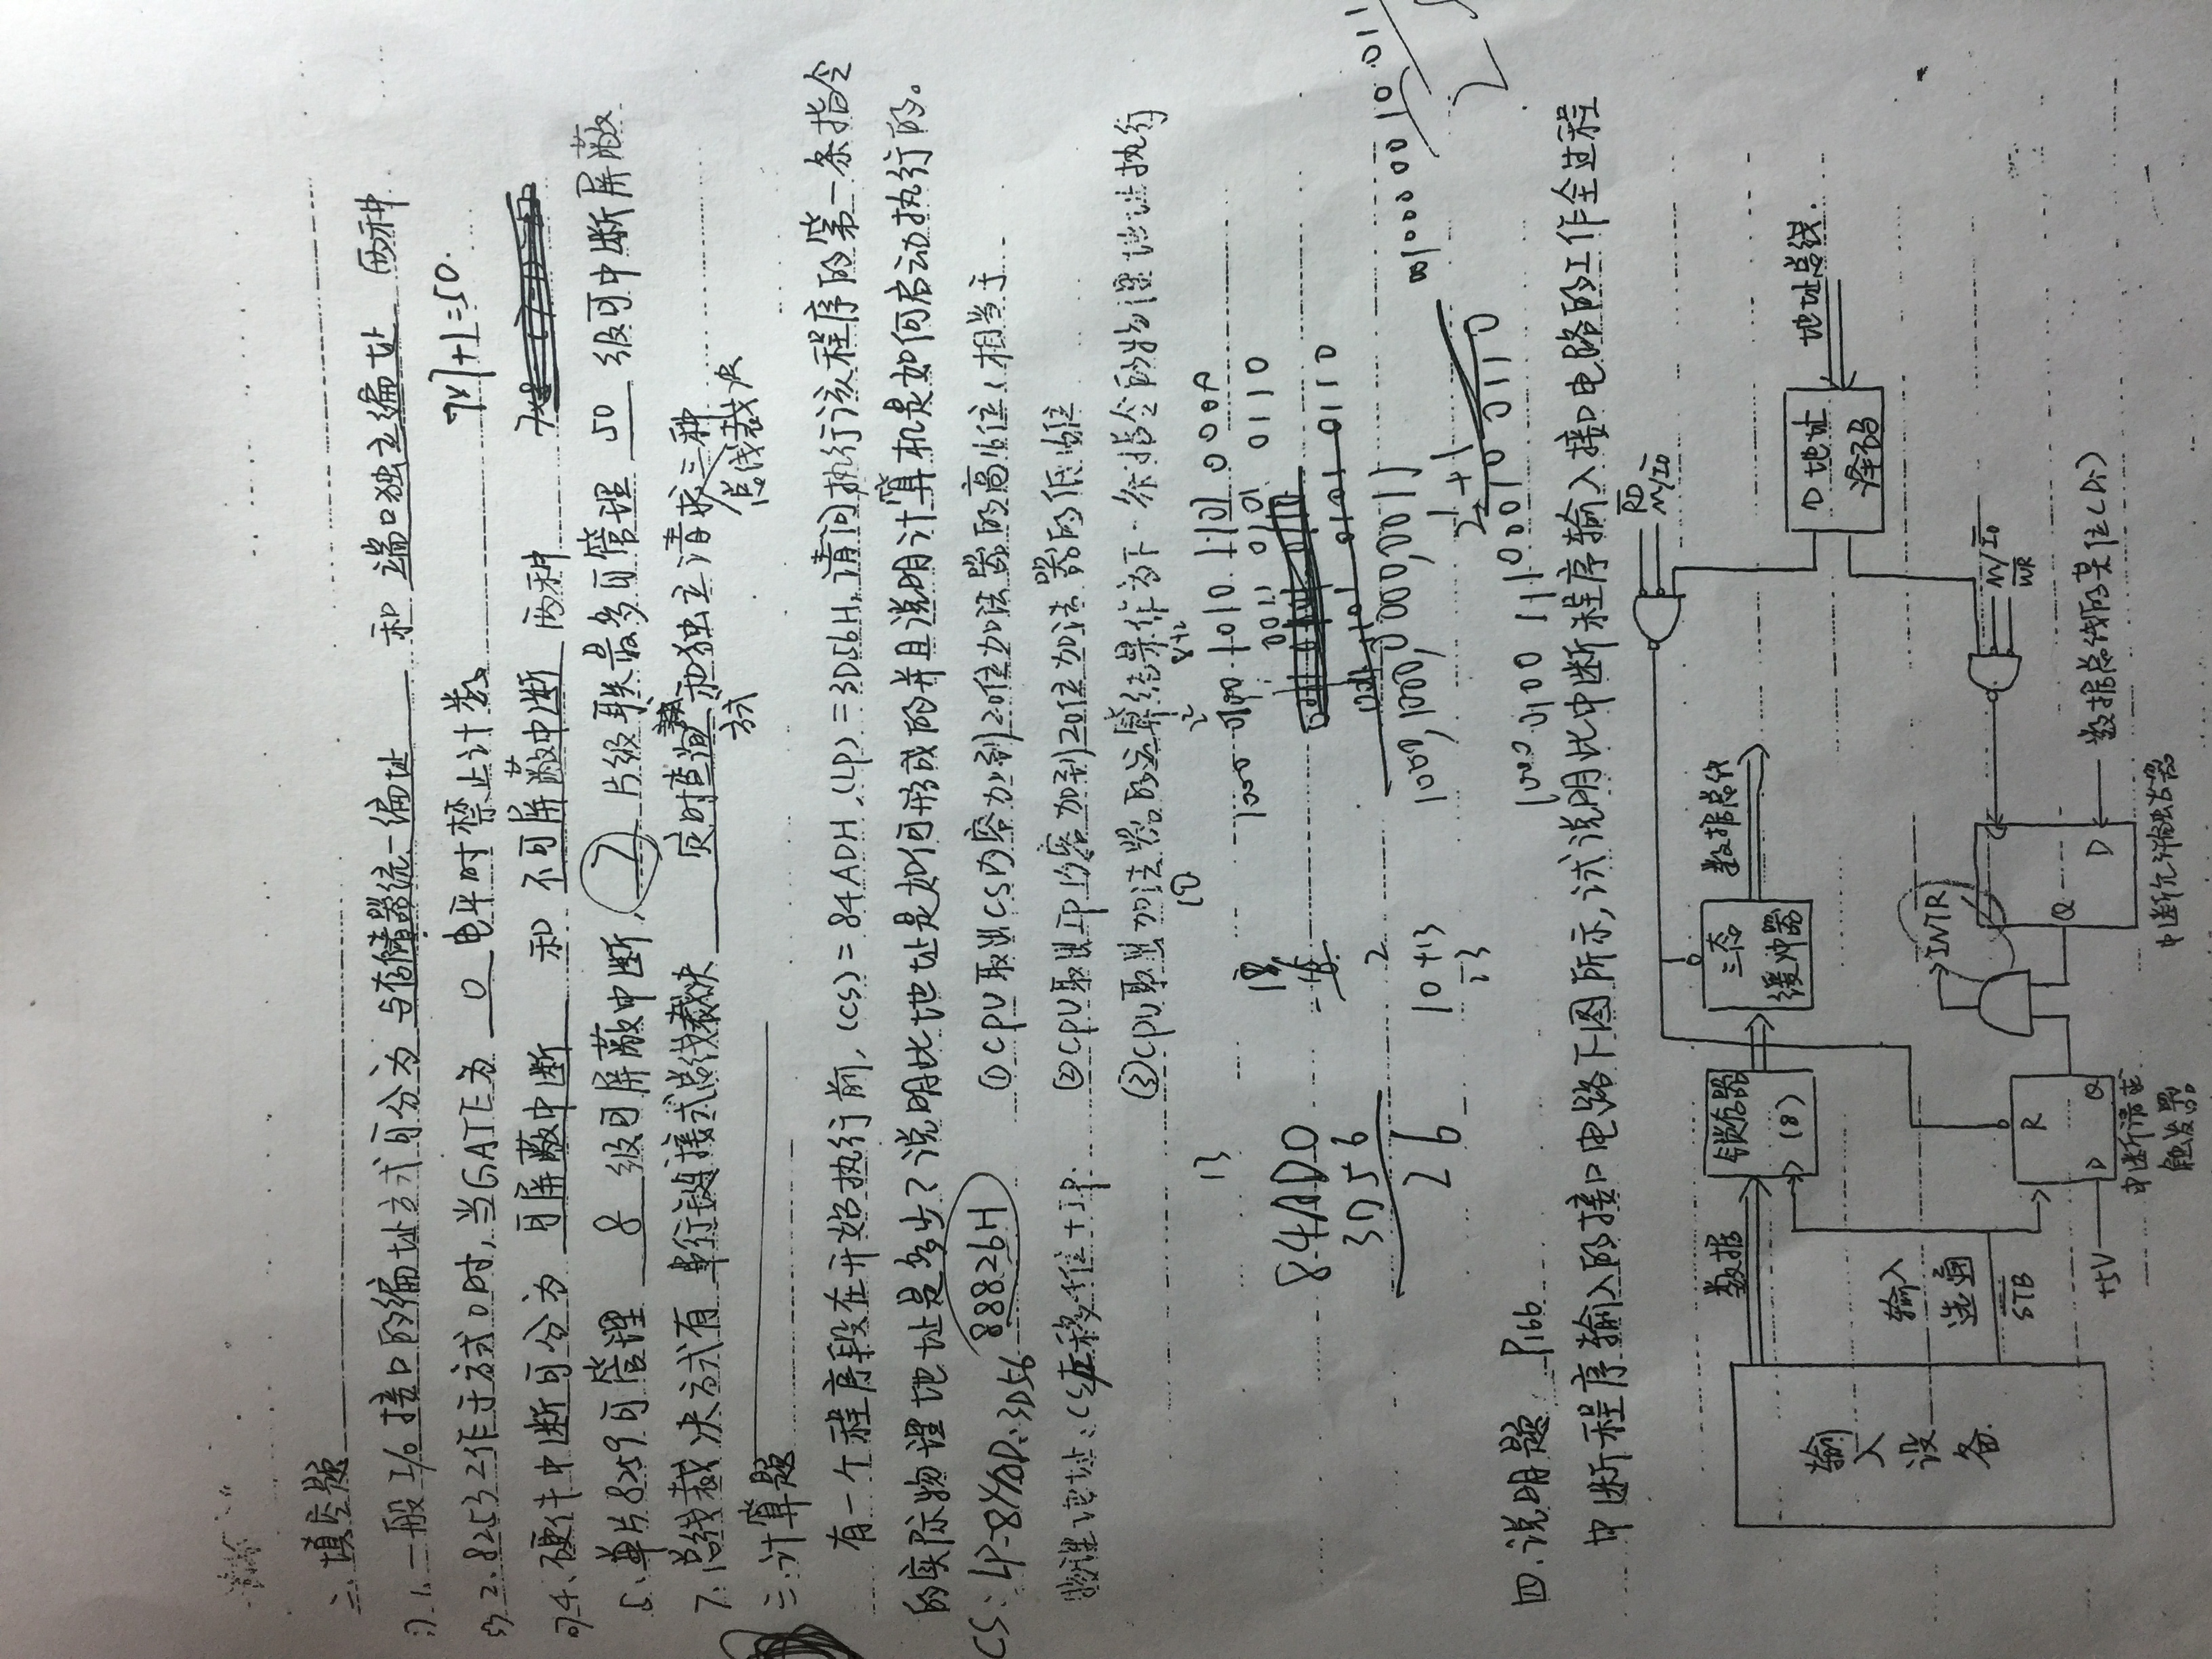 二.填空题
1.一般I/o接口的编址方式可分为 与存储器统一编址 和 端口独立编址 两种
2.8253工作于方式0时,当GATE为 0 电平时禁止计数
7×7+1=50.
4.硬件中断可分为 可屏蔽中断 和 不可屏蔽中断 两种
5.单片8259可管理 8 级可屏蔽中断, 7 片级联最多可管理 50 级可中断屏蔽
7.总线裁决方式有 串行链接式总线裁决 定时查询 和独立请求三种
方式 总线裁决
三.计算题
有一个程序段在开始执行前,(CS)=84ADH,(IP)=3D56H,请问执行该程序的第一条指令
的实际物理地址是多少?说明此地址是如何形成的并且说明计算机是如何启动执行的。
CS:IP=84AD:3D56 88826H
①CPU取出CS内容加到20位加法器的高16位,相当于
物理地址:CS左移4位+IP.
②CPU取出IP内容加到20位加法器的低16位
③CPU取出加法器的运算结果作为下一条指令的物理地址执行
13
10
8+2
1000 0100 1010 1101 0000
18
0011 0101 0110
84AD0
-16
3D56
0110
2
26
10+13
23
1000,1000,0000,0011
2+1
四.说明题 P166
中断程序输入的接口电路下图所示,试说明此中断程序输入接口电路的工作全过程
RD
M/IO
数据
锁存器
(8)
三态
缓冲器
数据总线
输入设备
地址
译码
地址总线.
输入
选通
STB
INTR
M/IO
WR
R
Q
+5V
D
Q
D
数据总线的某位(Di)
中断请求
触发器
中断允许触发器